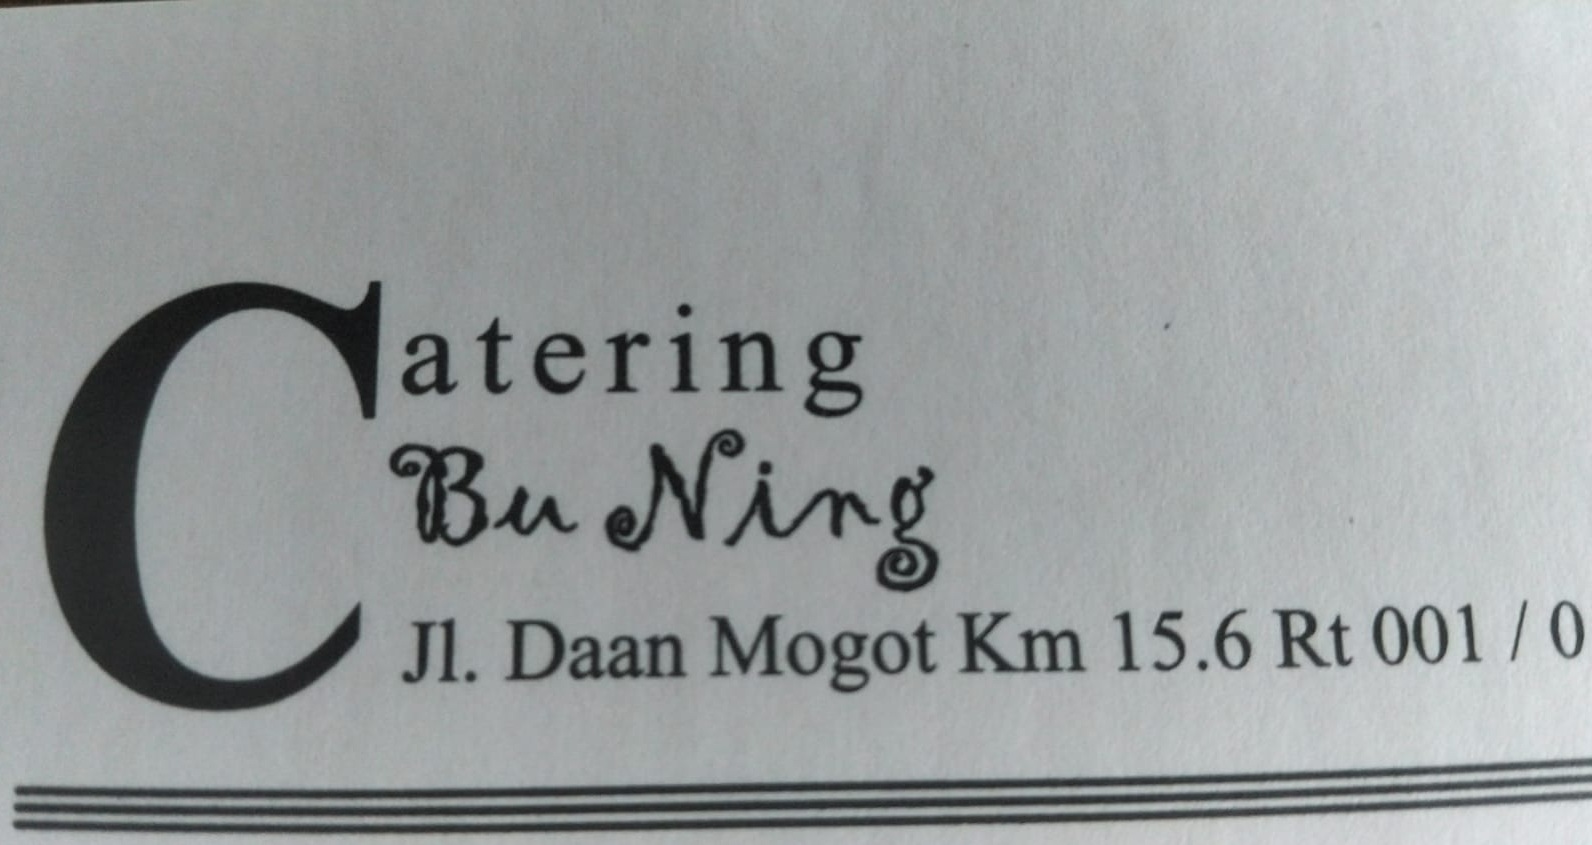 Catering
Bu Ning
Jl. Daan Mogot Km 15.6 Rt 001 / 0